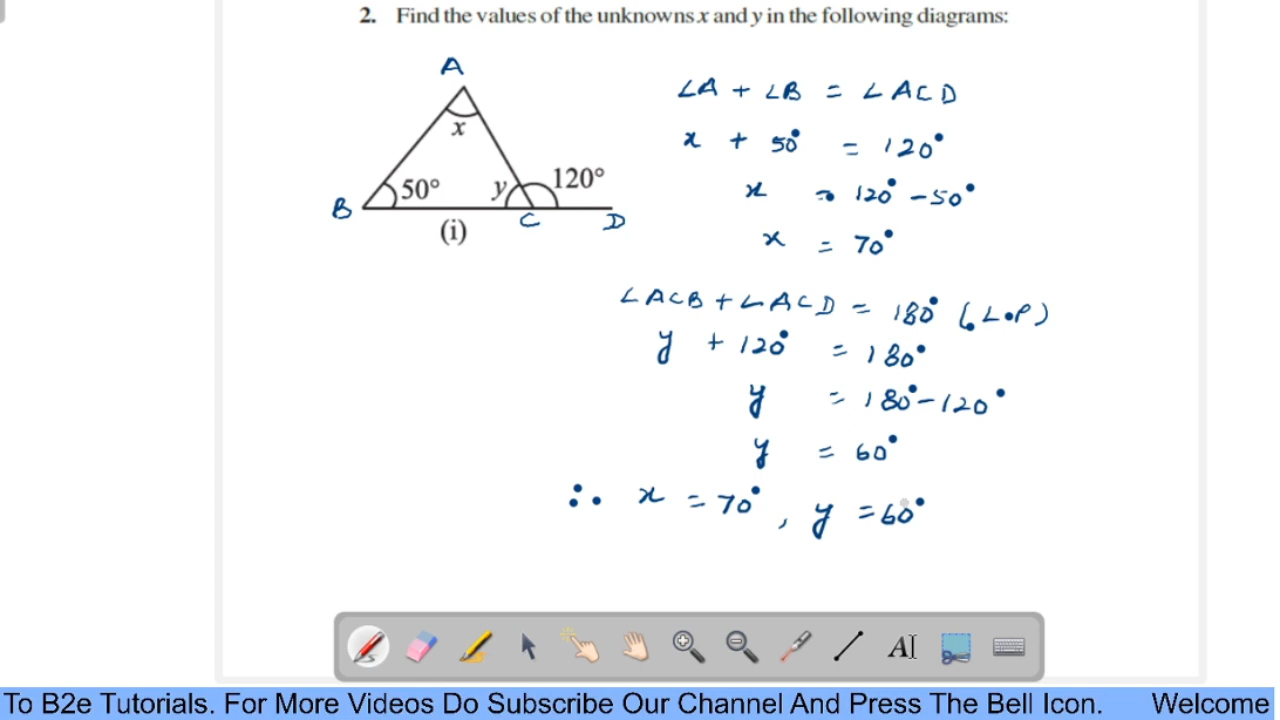 2. Find the values of the unknowns x and y in the following diagrams:
A
x
50°
y
120°
B
C
D
(i)
∠A + ∠B = ∠ACD
x + 50° = 120°
x = 120° - 50°
x = 70°
∠ACB + ∠ACD = 180° (L.P)
y + 120° = 180°
y = 180° - 120°
y = 60°
∴ x = 70°, y = 60°
AI
To B2e Tutorials. For More Videos Do Subscribe Our Channel And Press The Bell Icon. Welcome